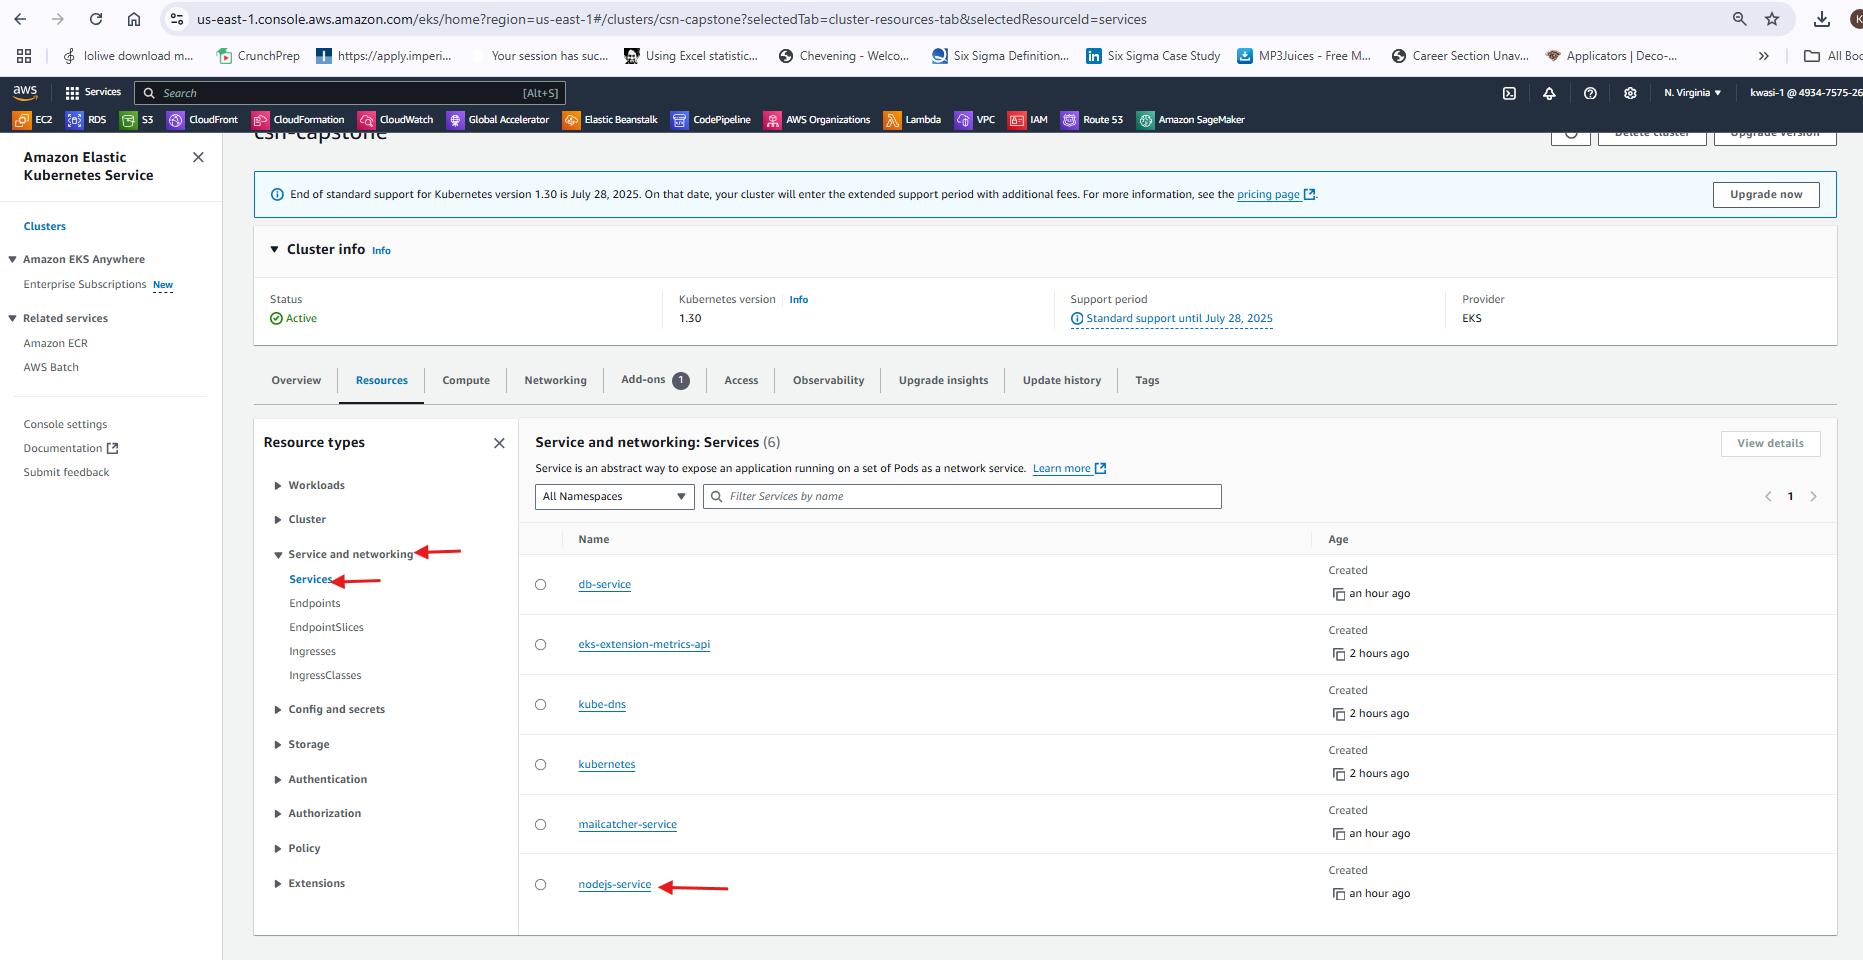 us-east-1.console.aws.amazon.com/eks/home?region=us-east-1#/clusters/csn-capstone?selectedTab=cluster-resources-tab&selectedResourceId=services
loliwe download m... CrunchPrep https://apply.imperi... Your session has suc... Using Excel statistic... Chevening - Welco... Six Sigma Definition... Six Sigma Case Study MP3Juices - Free M... Career Section Unav... Applicators | Deco-... » All Boo
aws Services Search [Alt+S] N. Virginia ▼ kwasi-1 @ 4934-7575-26
EC2 RDS S3 CloudFront CloudFormation CloudWatch Global Accelerator Elastic Beanstalk CodePipeline AWS Organizations Lambda VPC IAM Route 53 Amazon SageMaker
csn-capstone Delete cluster Upgrade version
Amazon Elastic
Kubernetes Service
Clusters
Amazon EKS Anywhere
Enterprise Subscriptions New
Related services
Amazon ECR
AWS Batch
Console settings
Documentation
Submit feedback
End of standard support for Kubernetes version 1.30 is July 28, 2025. On that date, your cluster will enter the extended support period with additional fees. For more information, see the pricing page. Upgrade now
Cluster info Info
Status
Active
Kubernetes version Info
1.30
Support period
Standard support until July 28, 2025
Provider
EKS
Overview Resources Compute Networking Add-ons 1 Access Observability Upgrade insights Update history Tags
Resource types
Workloads
Cluster
Service and networking
Services
Endpoints
EndpointSlices
Ingresses
IngressClasses
Config and secrets
Storage
Authentication
Authorization
Policy
Extensions
Service and networking: Services (6) View details
Service is an abstract way to expose an application running on a set of Pods as a network service. Learn more
All Namespaces Filter Services by name 1
Name Age
db-service Created
an hour ago
eks-extension-metrics-api Created
2 hours ago
kube-dns Created
2 hours ago
kubernetes Created
2 hours ago
mailcatcher-service Created
an hour ago
nodejs-service Created
an hour ago